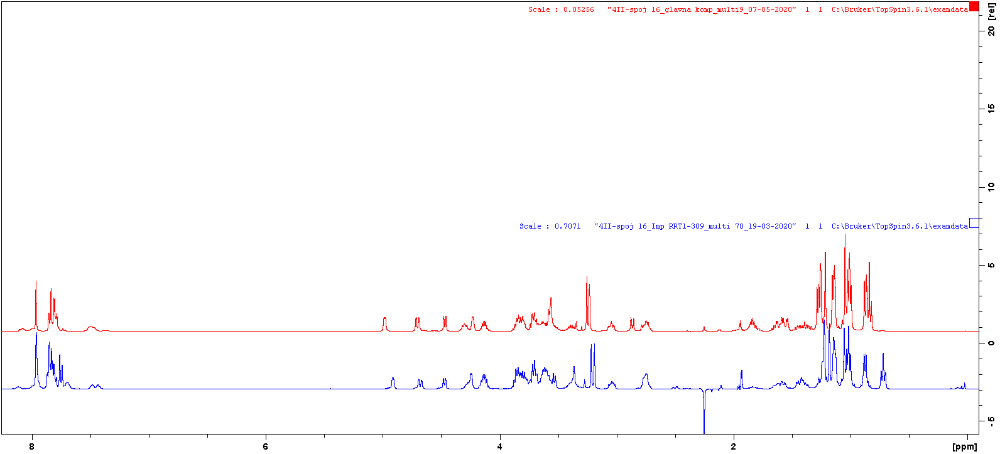 Scale : 0.05256 "4II-spoj 16_glavna komp_multi9_07-05-2020" 1 1 C:\Bruker\TopSpin3.6.1\examdata
[rel]
20
15
10
Scale : 0.7071 "4II-spoj 16_Imp RRT1-309_multi 70_19-03-2020" 1 1 C:\Bruker\TopSpin3.6.1\examdata
5
0
-5
8 6 4 2 [ppm]